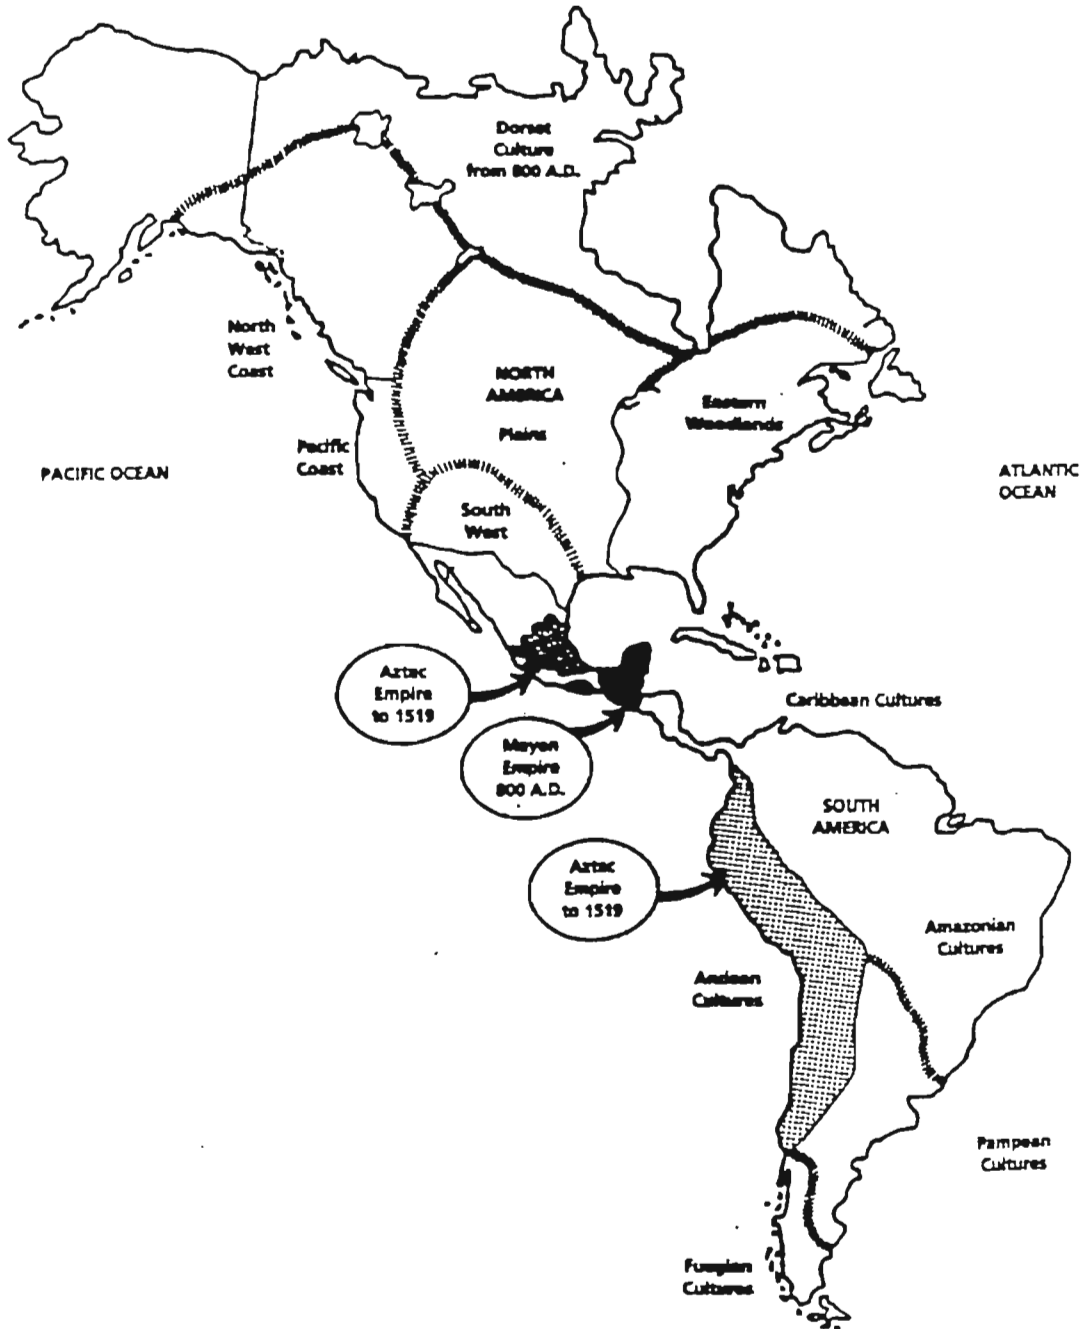 Dorset
Culture
from 800 A.D.
North
West
Coast
NORTH
AMERICA
Plains
Eastern
Woodlands
Pacific
Coast
PACIFIC OCEAN
ATLANTIC
OCEAN
South
West
Aztec
Empire
to 1519
Caribbean Cultures
Mayan
Empire
800 A.D.
SOUTH
AMERICA
Aztec
Empire
to 1519
Amazonian
Cultures
Andean
Cultures
Pampean
Cultures
Fuegian
Cultures